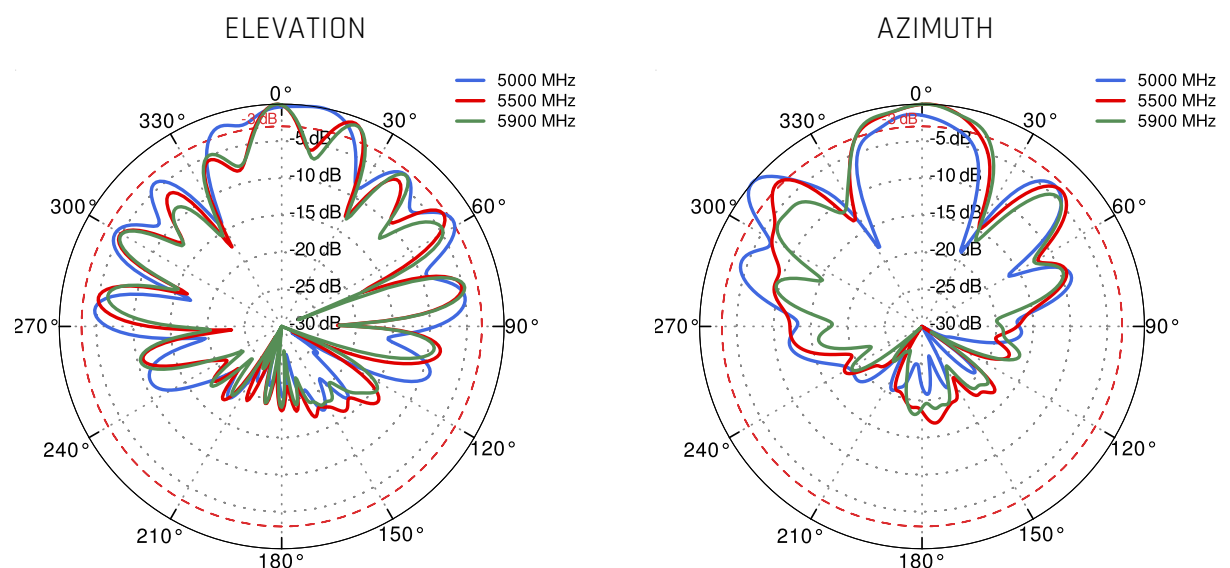 ELEVATION
5000 MHz
5500 MHz
5900 MHz
0°
30°
60°
90°
120°
150°
180°
210°
240°
270°
300°
330°
-3 dB
-5 dB
-10 dB
-15 dB
-20 dB
-25 dB
-30 dB
AZIMUTH
5000 MHz
5500 MHz
5900 MHz
0°
30°
60°
90°
120°
150°
180°
210°
240°
270°
300°
330°
-3 dB
-5 dB
-10 dB
-15 dB
-20 dB
-25 dB
-30 dB